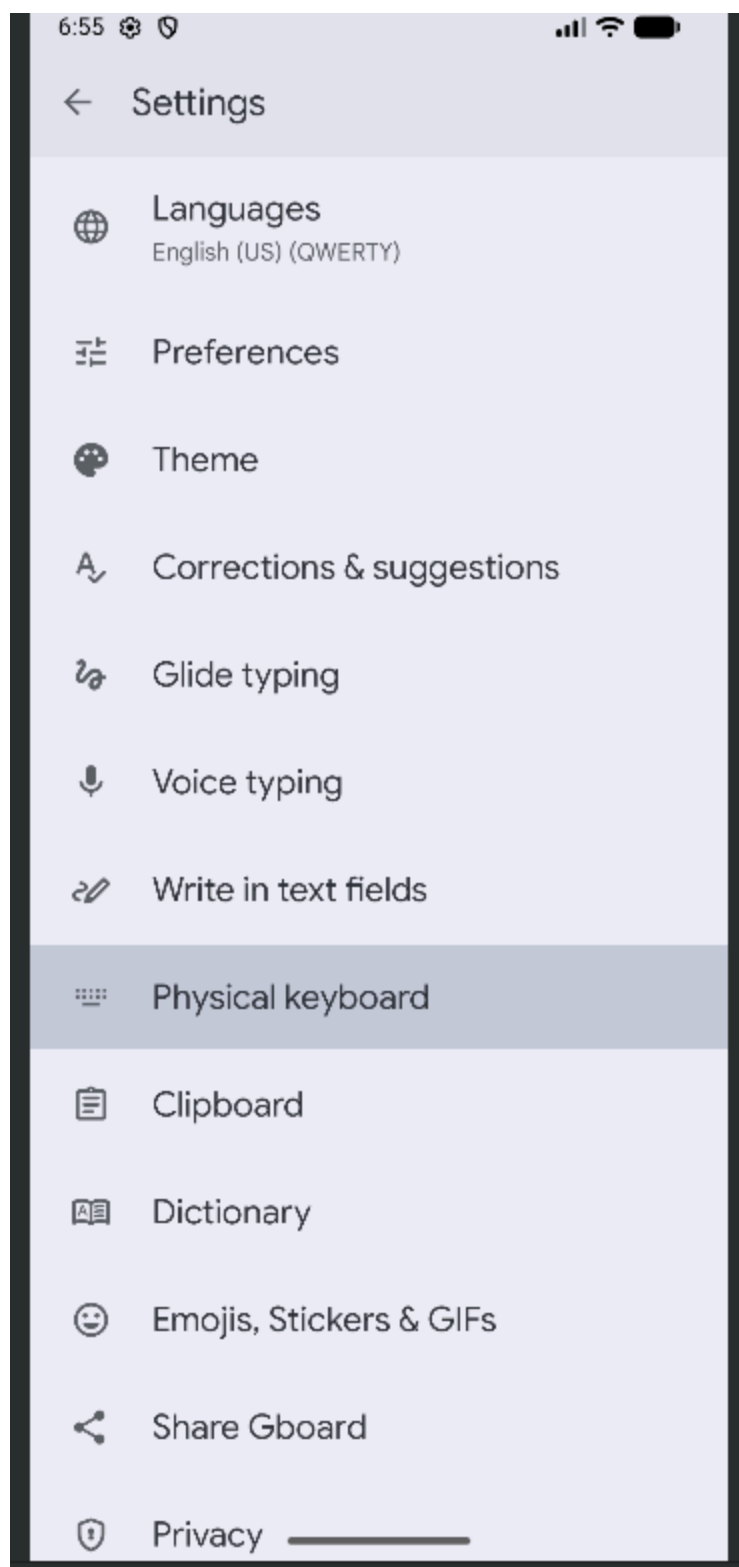 6:55
Settings
Languages
English (US) (QWERTY)
Preferences
Theme
Corrections & suggestions
Glide typing
Voice typing
Write in text fields
Physical keyboard
Clipboard
Dictionary
Emojis, Stickers & GIFs
Share Gboard
Privacy